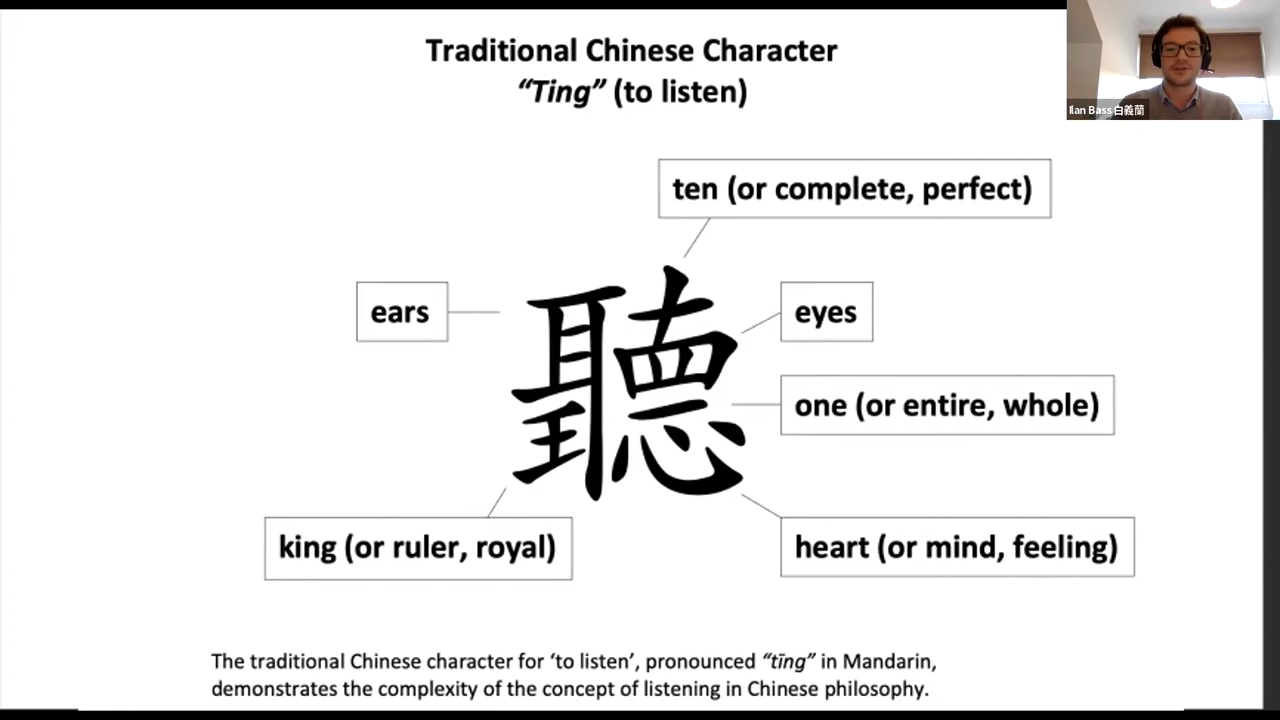 Traditional Chinese Character
“Ting” (to listen)
Ilan Bass 白義蘭
ten (or complete, perfect)
ears
eyes
聽
one (or entire, whole)
king (or ruler, royal)
heart (or mind, feeling)
The traditional Chinese character for ‘to listen’, pronounced “tīng” in Mandarin,
demonstrates the complexity of the concept of listening in Chinese philosophy.